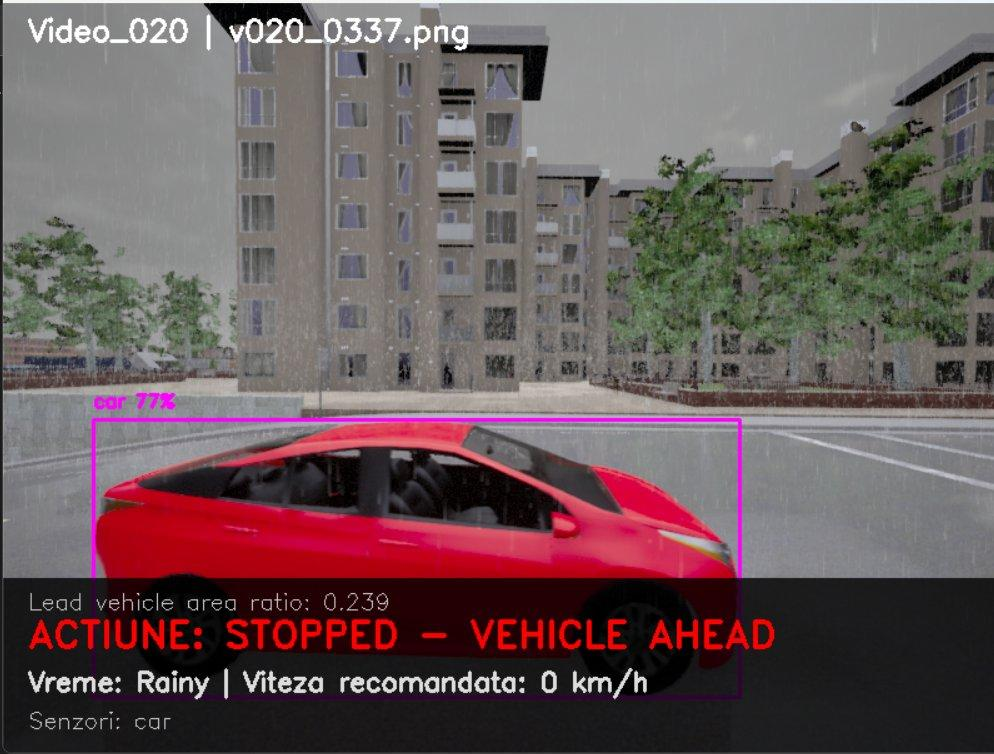 Video_020 | v020_0337.png
car 77%
Lead vehicle area ratio: 0.239
ACTIUNE: STOPPED - VEHICLE AHEAD
Vreme: Rainy | Viteza recomandata: 0 km/h
Senzori: car